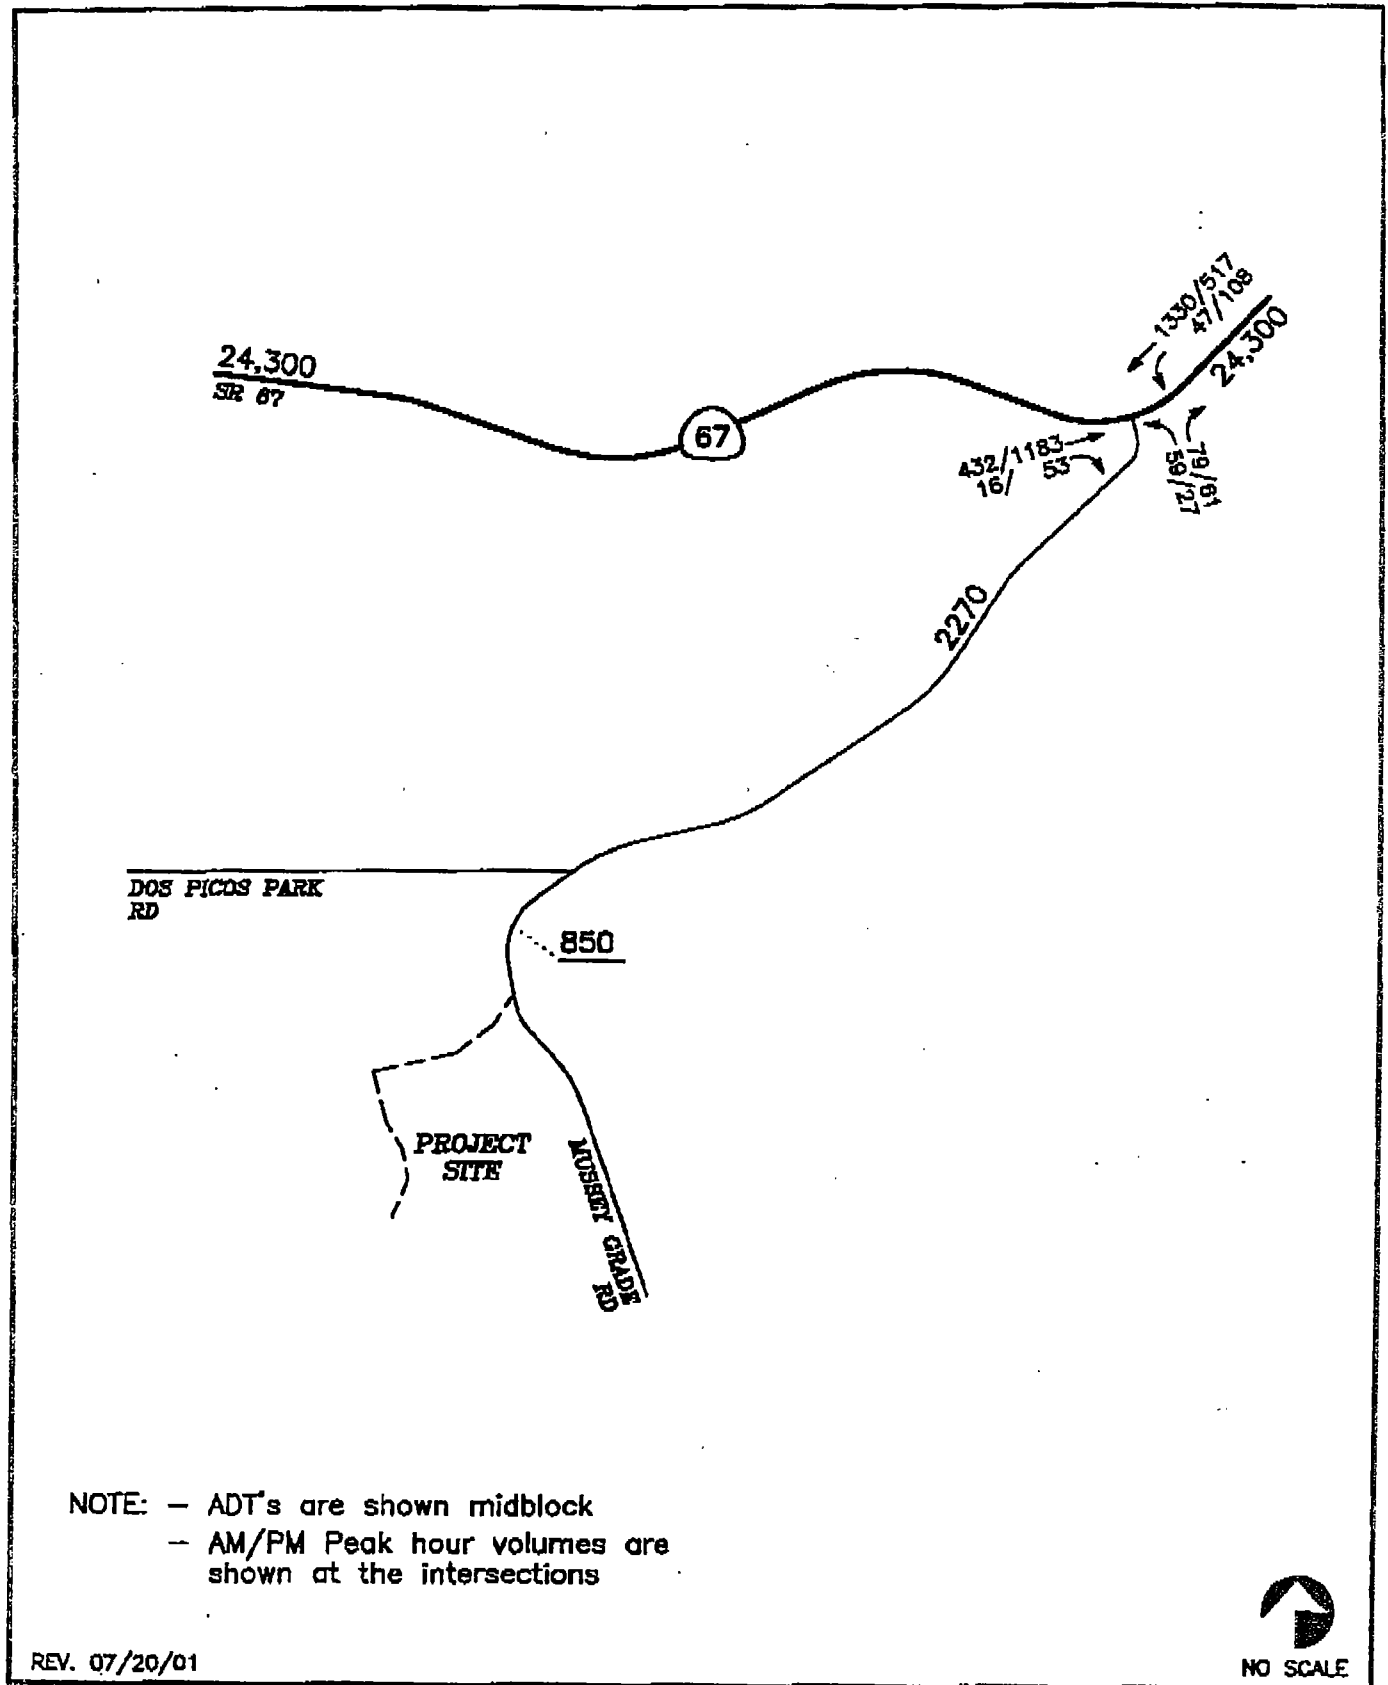 1330/517
47/108
24,300
24,300
SR 67
67
432/1183
16/ 53
79/61
59/27
2270
DOS PICOS PARK
RD
850
PROJECT
SITE
MUSSEY GRADE
RD
NOTE: – ADT's are shown midblock
– AM/PM Peak hour volumes are
shown at the intersections
REV. 07/20/01
NO SCALE